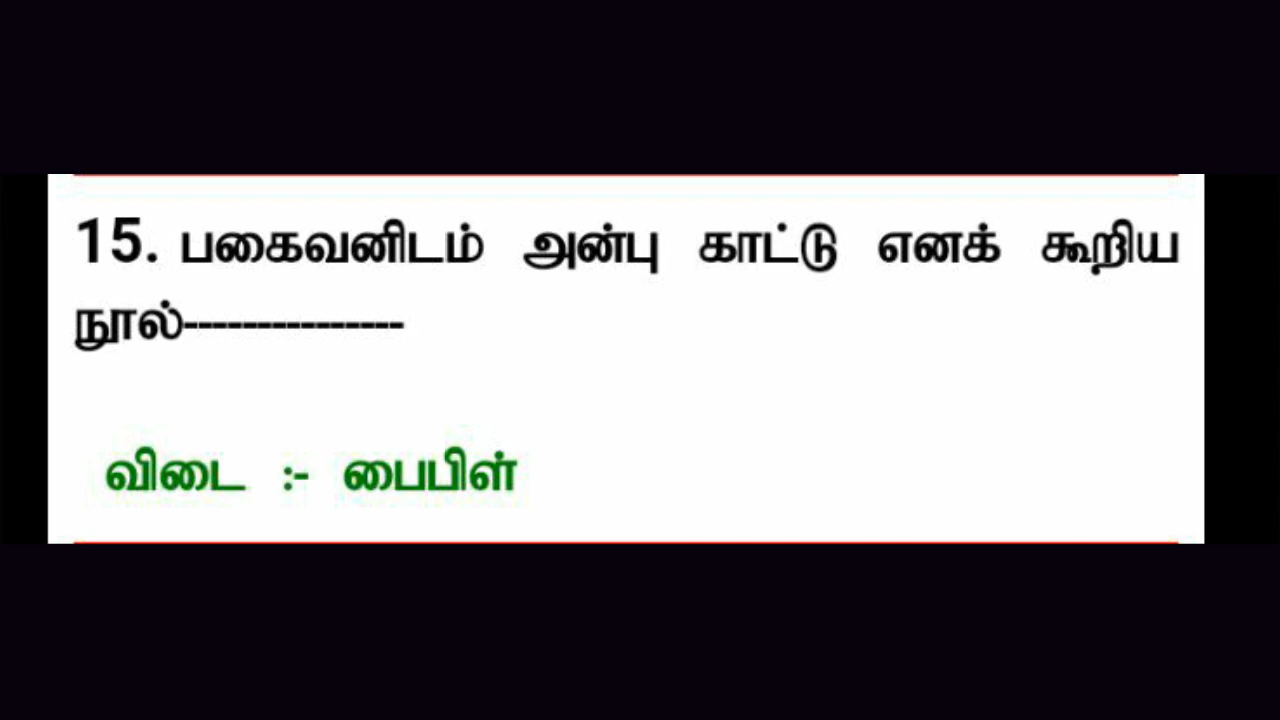 15. பகைவனிடம் அன்பு காட்டு எனக் கூறிய
நூல்---------------
விடை :- பைபிள்